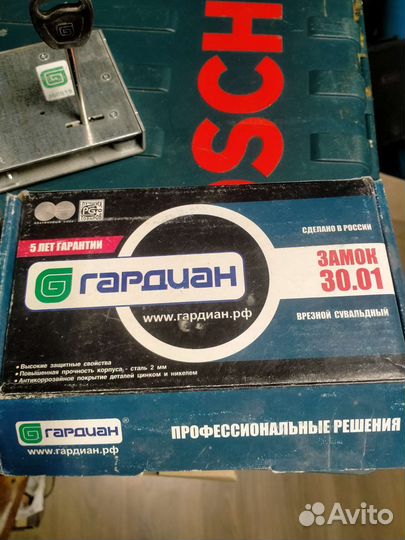 BOSCH
5 ЛЕТ ГАРАНТИИ
СДЕЛАНО В РОССИИ
ГАРДИАН
ЗАМОК
30.01
www.гардиан.рф
ВРЕЗНОЙ СУВАЛЬДНЫЙ
• Высокие защитные свойства
• Повышенная прочность корпуса - сталь 2 мм
• Антикоррозийное покрытие деталей цинком и никелем
ГАРДИАН®
www.гардиан.рф
ПРОФЕССИОНАЛЬНЫЕ РЕШЕНИЯ
Avito